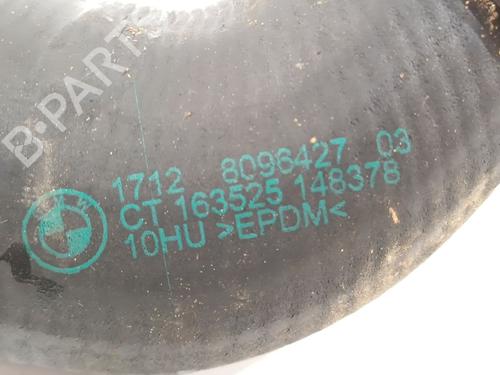 B-PARTS
1712 8096427 03
CT 163525 148378
10HU >EPDM<